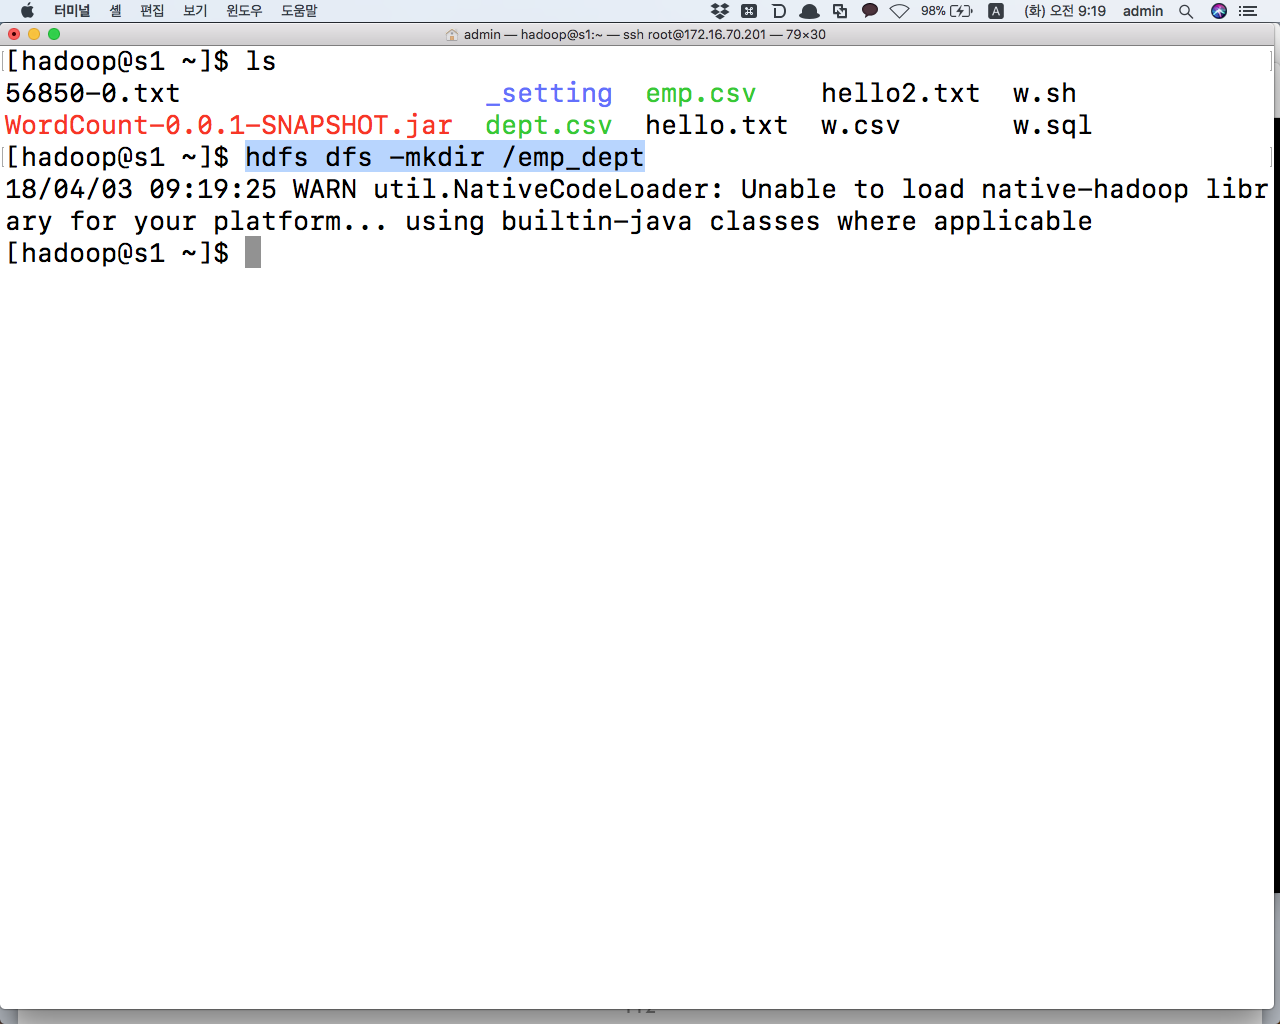 터미널 셸 편집 보기 윈도우 도움말 98% A (화) 오전 9:19 admin
admin — hadoop@s1:~ — ssh root@172.16.70.201 — 79×30
[hadoop@s1 ~]$ ls
56850-0.txt _setting emp.csv hello2.txt w.sh
WordCount-0.0.1-SNAPSHOT.jar dept.csv hello.txt w.csv w.sql
[hadoop@s1 ~]$ hdfs dfs -mkdir /emp_dept
18/04/03 09:19:25 WARN util.NativeCodeLoader: Unable to load native-hadoop libr
ary for your platform... using builtin-java classes where applicable
[hadoop@s1 ~]$